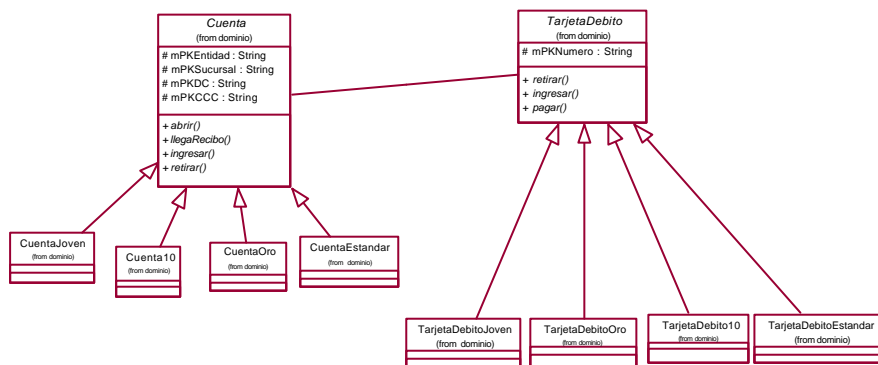 Cuenta
(from dominio)
# mPKEntidad : String
# mPKSucursal : String
# mPKDC : String
# mPKCCC : String
+ abrir()
+ llegaRecibo()
+ ingresar()
+ retirar()
TarjetaDebito
(from dominio)
# mPKNumero : String
+ retirar()
+ ingresar()
+ pagar()
CuentaJoven
(from dominio)
Cuenta10
(from dominio)
CuentaOro
(from dominio)
CuentaEstandar
(from dominio)
TarjetaDebitoJoven
(from dominio)
TarjetaDebitoOro
(from dominio)
TarjetaDebito10
(from dominio)
TarjetaDebitoEstandar
(from dominio)